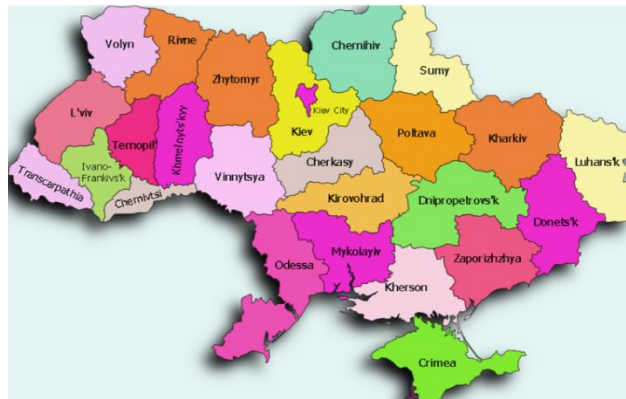 Volyn
Rivne
Zhytomyr
Chernihiv
Sumy
Kiev City
Kiev
L'viv
Ternopil'
Khmelnyts'kyy
Ivano-
Frankivs'k
Transcarpathia
Chernivtsi
Vinnytsya
Cherkasy
Poltava
Kharkiv
Luhans'k
Kirovohrad
Dnipropetrovs'k
Donets'k
Odessa
Mykolayiv
Zaporizhzhya
Kherson
Crimea